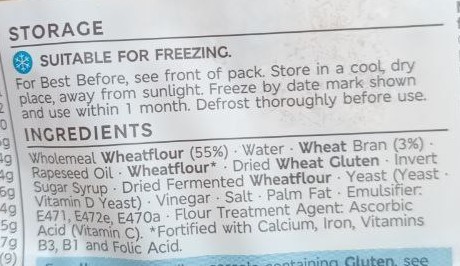 STORAGE
SUITABLE FOR FREEZING.
For Best Before, see front of pack. Store in a cool, dry
place, away from sunlight. Freeze by date mark shown
and use within 1 month. Defrost thoroughly before use.
INGREDIENTS
Wholemeal Wheatflour (55%) · Water · Wheat Bran (3%) ·
Rapeseed Oil · Wheatflour* · Dried Wheat Gluten · Invert
Sugar Syrup · Dried Fermented Wheatflour · Yeast (Yeast ·
Vitamin D Yeast) · Vinegar · Salt · Palm Fat · Emulsifier:
E471, E472e, E470a · Flour Treatment Agent: Ascorbic
Acid (Vitamin C). *Fortified with Calcium, Iron, Vitamins
B3, B1 and Folic Acid.
containing Gluten, see